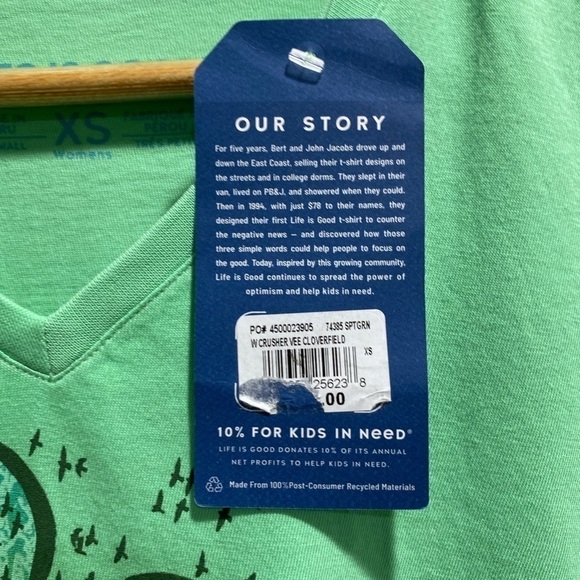 XS
Womens
PEROU
OUR STORY
For five years, Bert and John Jacobs drove up and
down the East Coast, selling their t-shirt designs on
the streets and in college dorms. They slept in their
van, lived on PB&J, and showered when they could.
Then in 1994, with just $78 to their names, they
designed their first Life is Good t-shirt to counter
the negative news — and discovered how those
three simple words could help people to focus on
the good. Today, inspired by this growing community,
Life is Good continues to spread the power of
optimism and help kids in need.
PO# 4500023905 74385 SPTGRN
W CRUSHER VEE CLOVERFIELD
XS
25623 8
.00
10% FOR KIDS IN NeeD®
LIFE IS GOOD DONATES 10% OF ITS ANNUAL
NET PROFITS TO HELP KIDS IN NEED.
Made From 100%Post-Consumer Recycled Materials